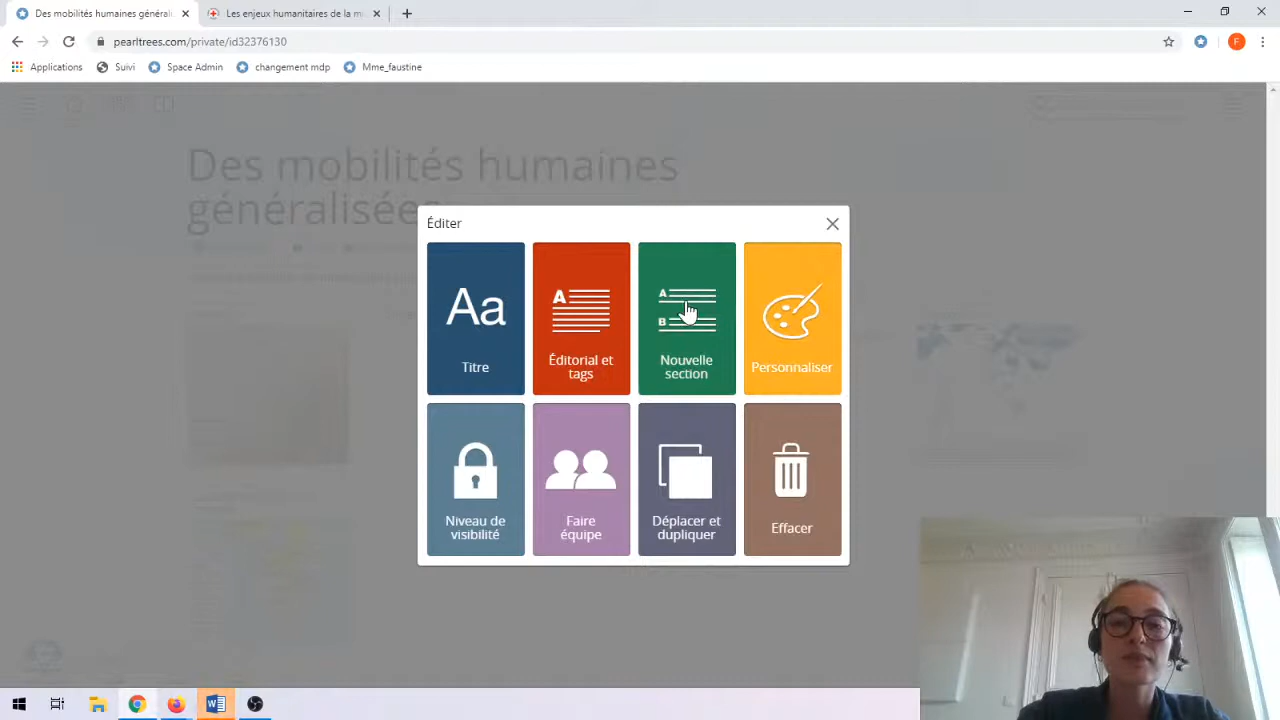 Des mobilités humaines générali
Les enjeux humanitaires de la m
pearltrees.com/private/id32376130
F
Applications
Suivi
Space Admin
changement mdp
Mme_faustine
Des mobilités humaines
généralisées
Éditer
Aa
Titre
A
Éditorial et
tags
A
B
Nouvelle
section
Personnaliser
Niveau de
visibilité
Faire
équipe
Déplacer et
dupliquer
Effacer